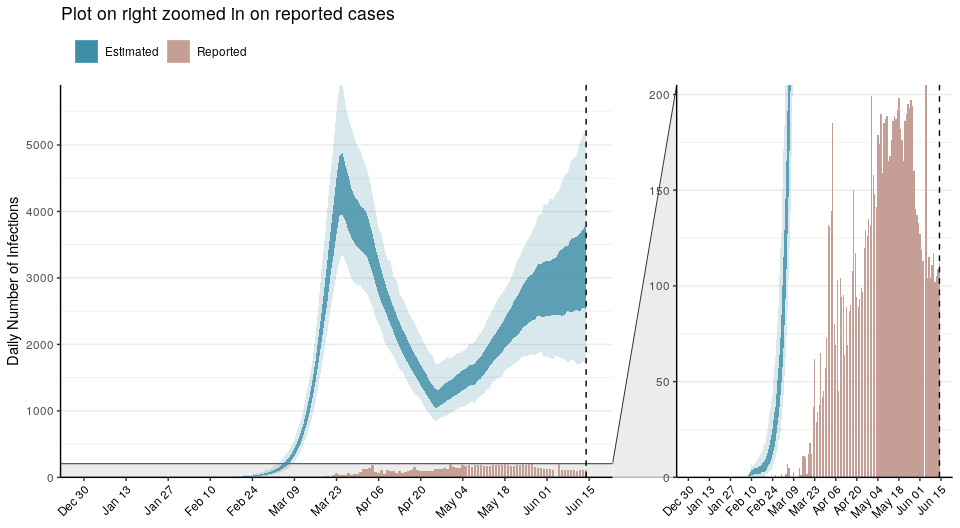 Plot on right zoomed in on reported cases
Estimated Reported
Daily Number of Infections
5000
4000
3000
2000
1000
0
Dec 30 Jan 13 Jan 27 Feb 10 Feb 24 Mar 09 Mar 23 Apr 06 Apr 20 May 04 May 18 Jun 01 Jun 15
200
150
100
50
0
Dec 30 Jan 13 Jan 27 Feb 10 Feb 24 Mar 09 Mar 23 Apr 06 Apr 20 May 04 May 18 Jun 01 Jun 15